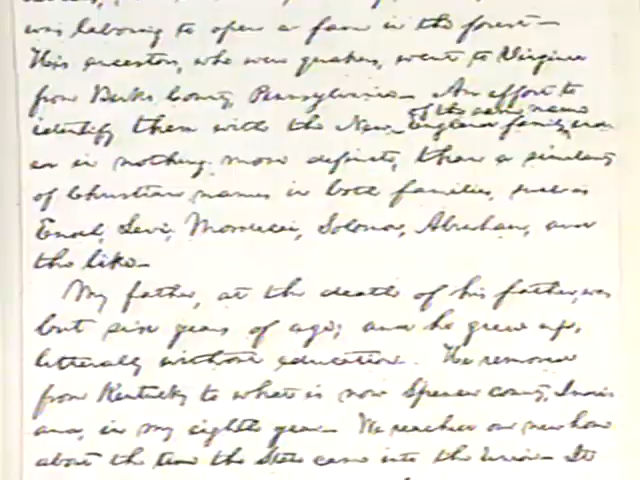 was laboring to open a farm in the forest—
His ancestors, who were quakers, went to Virginia
from Berks County, Pennsylvania— An effort to
of the same name
identify them with the New-England family en
ed in nothing more definite, than a similarity
of Christian names in both families, such as
Enoch, Levi, Mordecai, Solomon, Abraham, and
the like—
My father, at the death of his father, was
but six years of age; and he grew up,
litterally without education. He removed
from Kentucky to what is now Spencer county, Indi
ana, in my eighth year— We reached our new home
about the time the State came into the Union— It